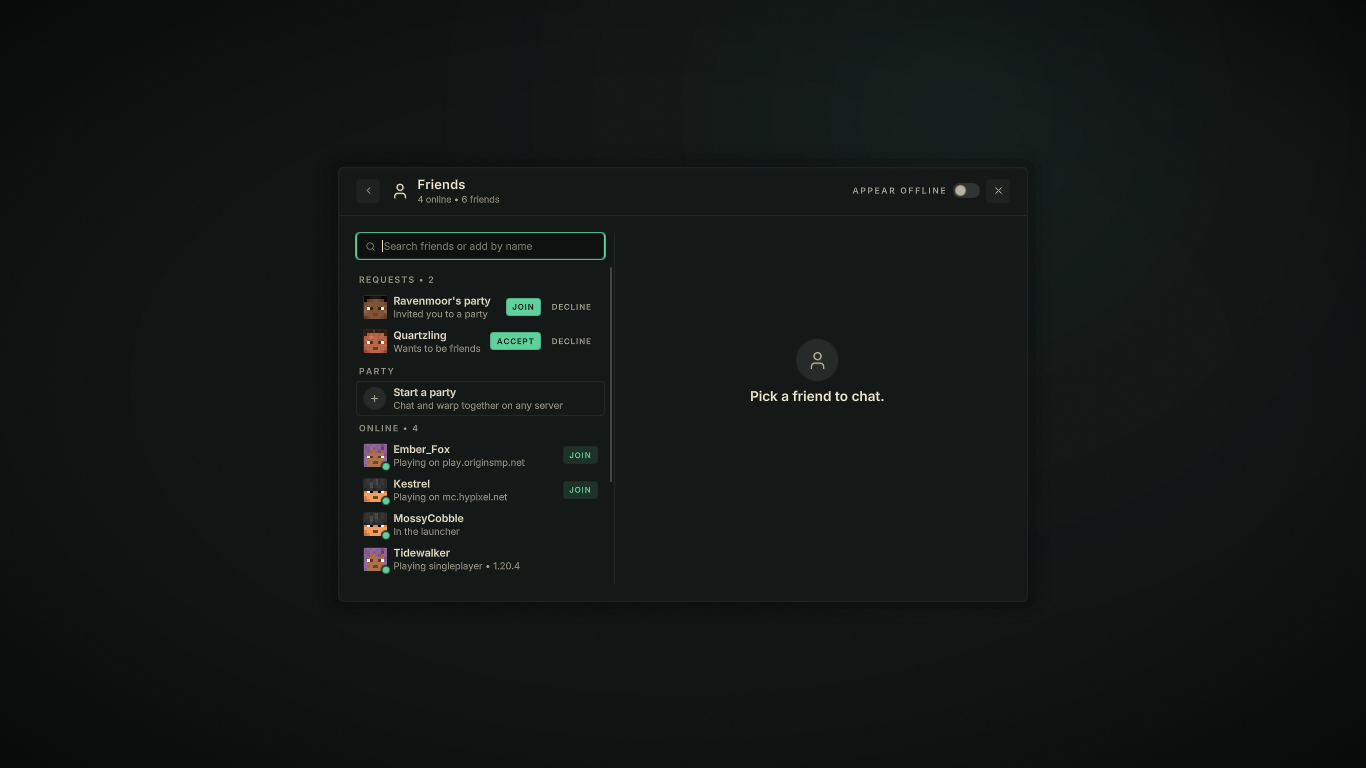 Friends
4 online • 6 friends
APPEAR OFFLINE
Search friends or add by name
REQUESTS • 2
Ravenmoor's party
Invited you to a party
JOIN
DECLINE
Quartzling
Wants to be friends
ACCEPT
DECLINE
PARTY
Start a party
Chat and warp together on any server
ONLINE • 4
Ember_Fox
Playing on play.originsmp.net
JOIN
Kestrel
Playing on mc.hypixel.net
JOIN
MossyCobble
In the launcher
Tidewalker
Playing singleplayer • 1.20.4
Pick a friend to chat.